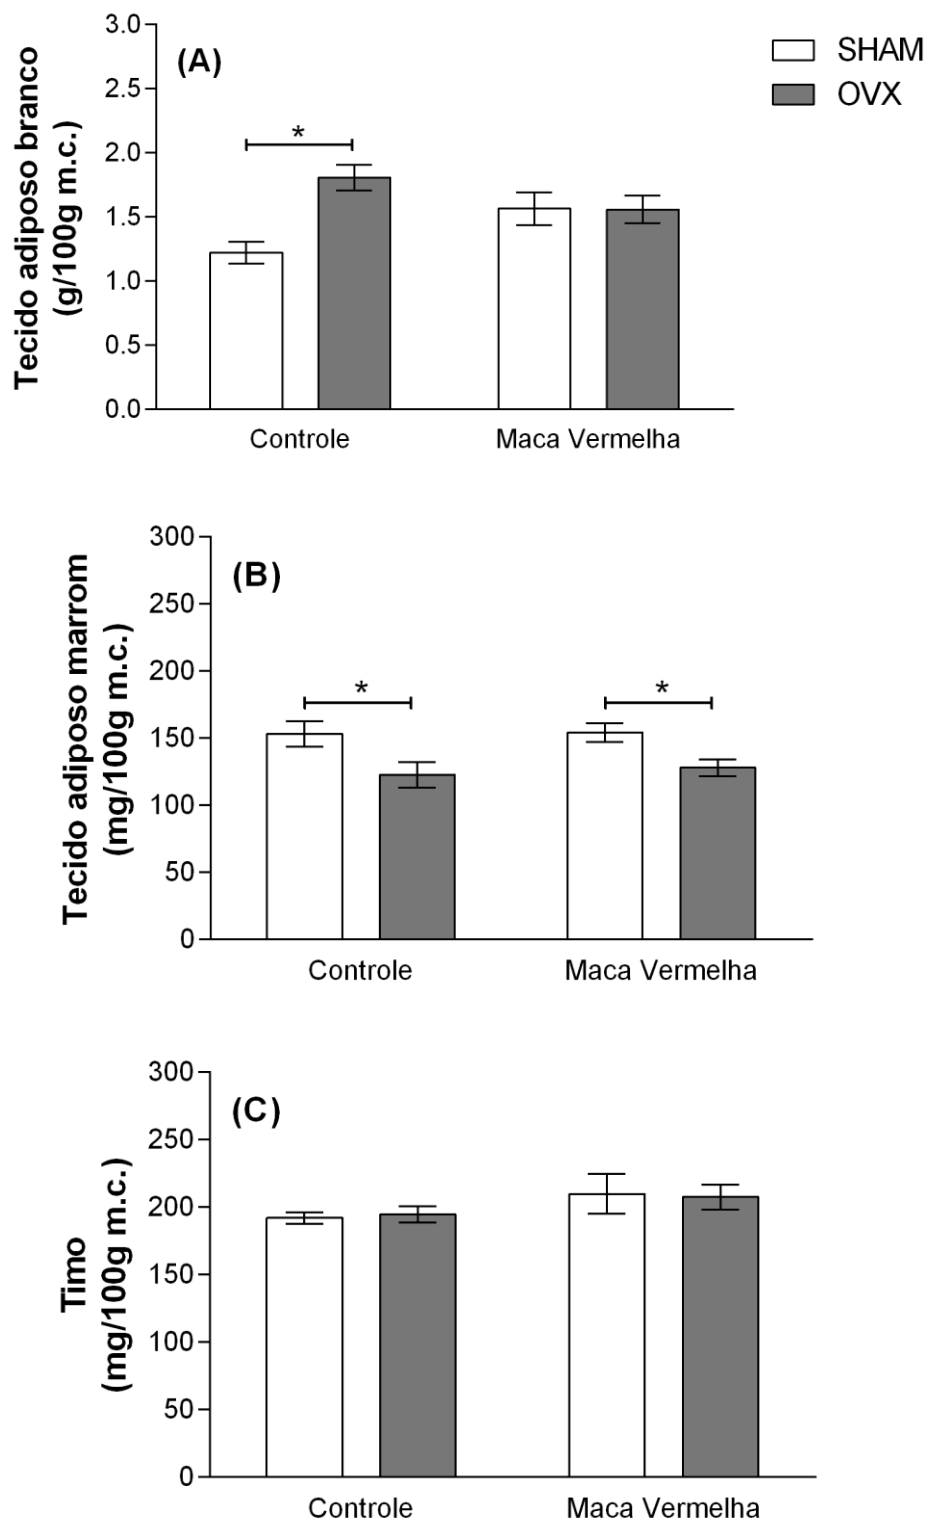 SHAM
OVX
(A)
Tecido adiposo branco
(g/100g m.c.)
3.0
2.5
2.0
1.5
1.0
0.5
0.0
*
Controle
Maca Vermelha
(B)
Tecido adiposo marrom
(mg/100g m.c.)
300
250
200
150
100
50
0
*
*
Controle
Maca Vermelha
(C)
Timo
(mg/100g m.c.)
300
250
200
150
100
50
0
Controle
Maca Vermelha